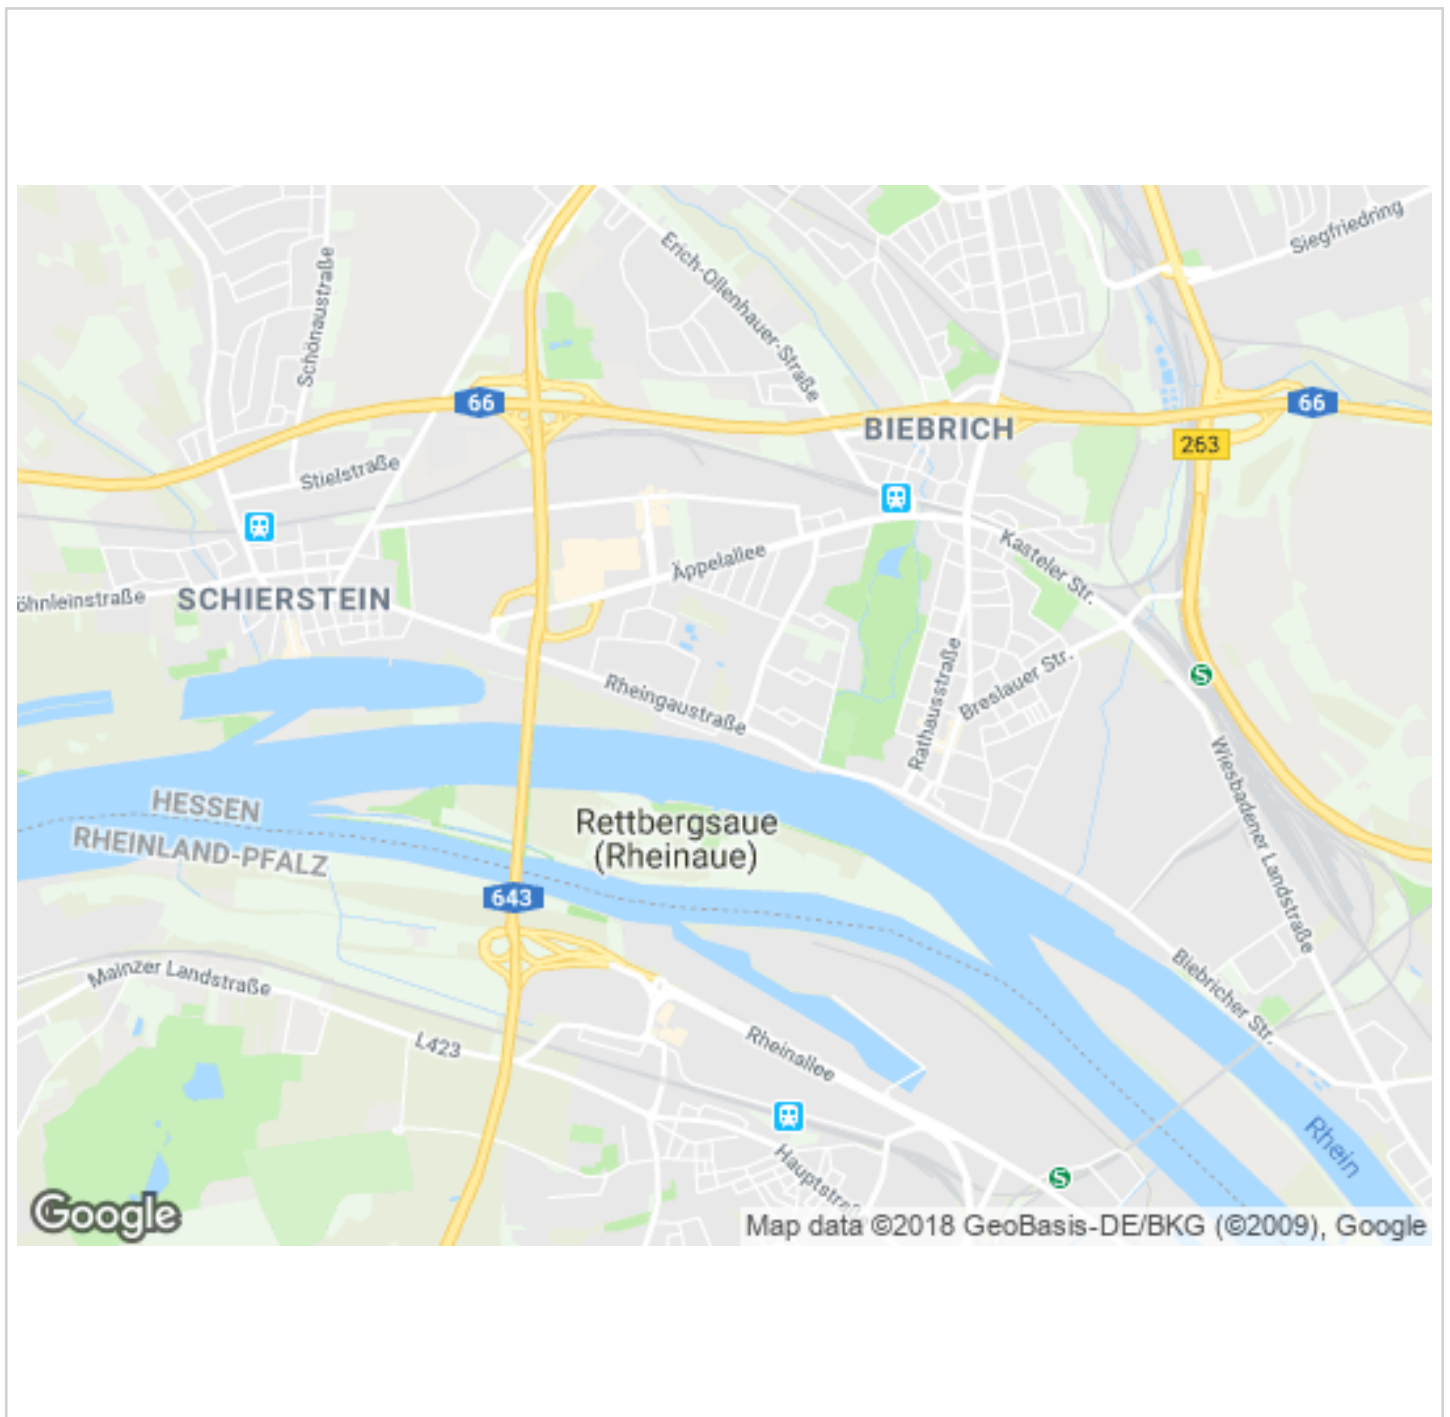 Siegfriedring
Erich-Ollenhauer-Straße
Schönaustraße
66
66
BIEBRICH
263
Stielstraße
Äppelallee
Kasteler Str.
öhnleinstraße
SCHIERSTEIN
S
Rheingaustraße
Rathausstraße
Breslauer Str.
Wiesbadener Landstraße
HESSEN
RHEINLAND-PFALZ
Rettbergsaue
(Rheinaue)
643
Mainzer Landstraße
Biebricher Str.
L423
Rheinallee
Rhein
Hauptstraße
S
Google
Map data ©2018 GeoBasis-DE/BKG (©2009), Google